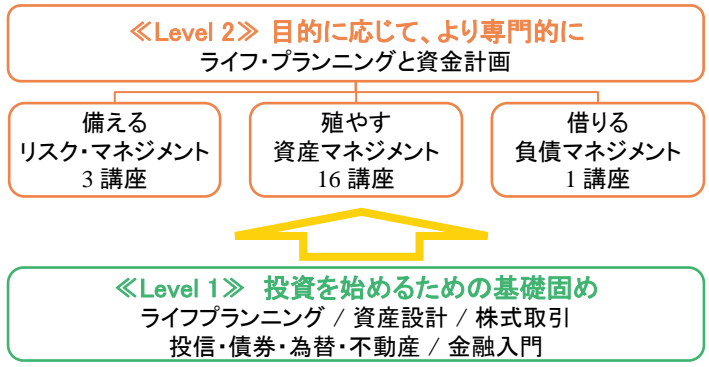 ≪Level 2≫ 目的に応じて、より専門的に
ライフ・プランニングと資金計画
備える
リスク・マネジメント
3 講座
殖やす
資産マネジメント
16 講座
借りる
負債マネジメント
1 講座
≪Level 1≫ 投資を始めるための基礎固め
ライフプランニング / 資産設計 / 株式取引
投信・債券・為替・不動産 / 金融入門